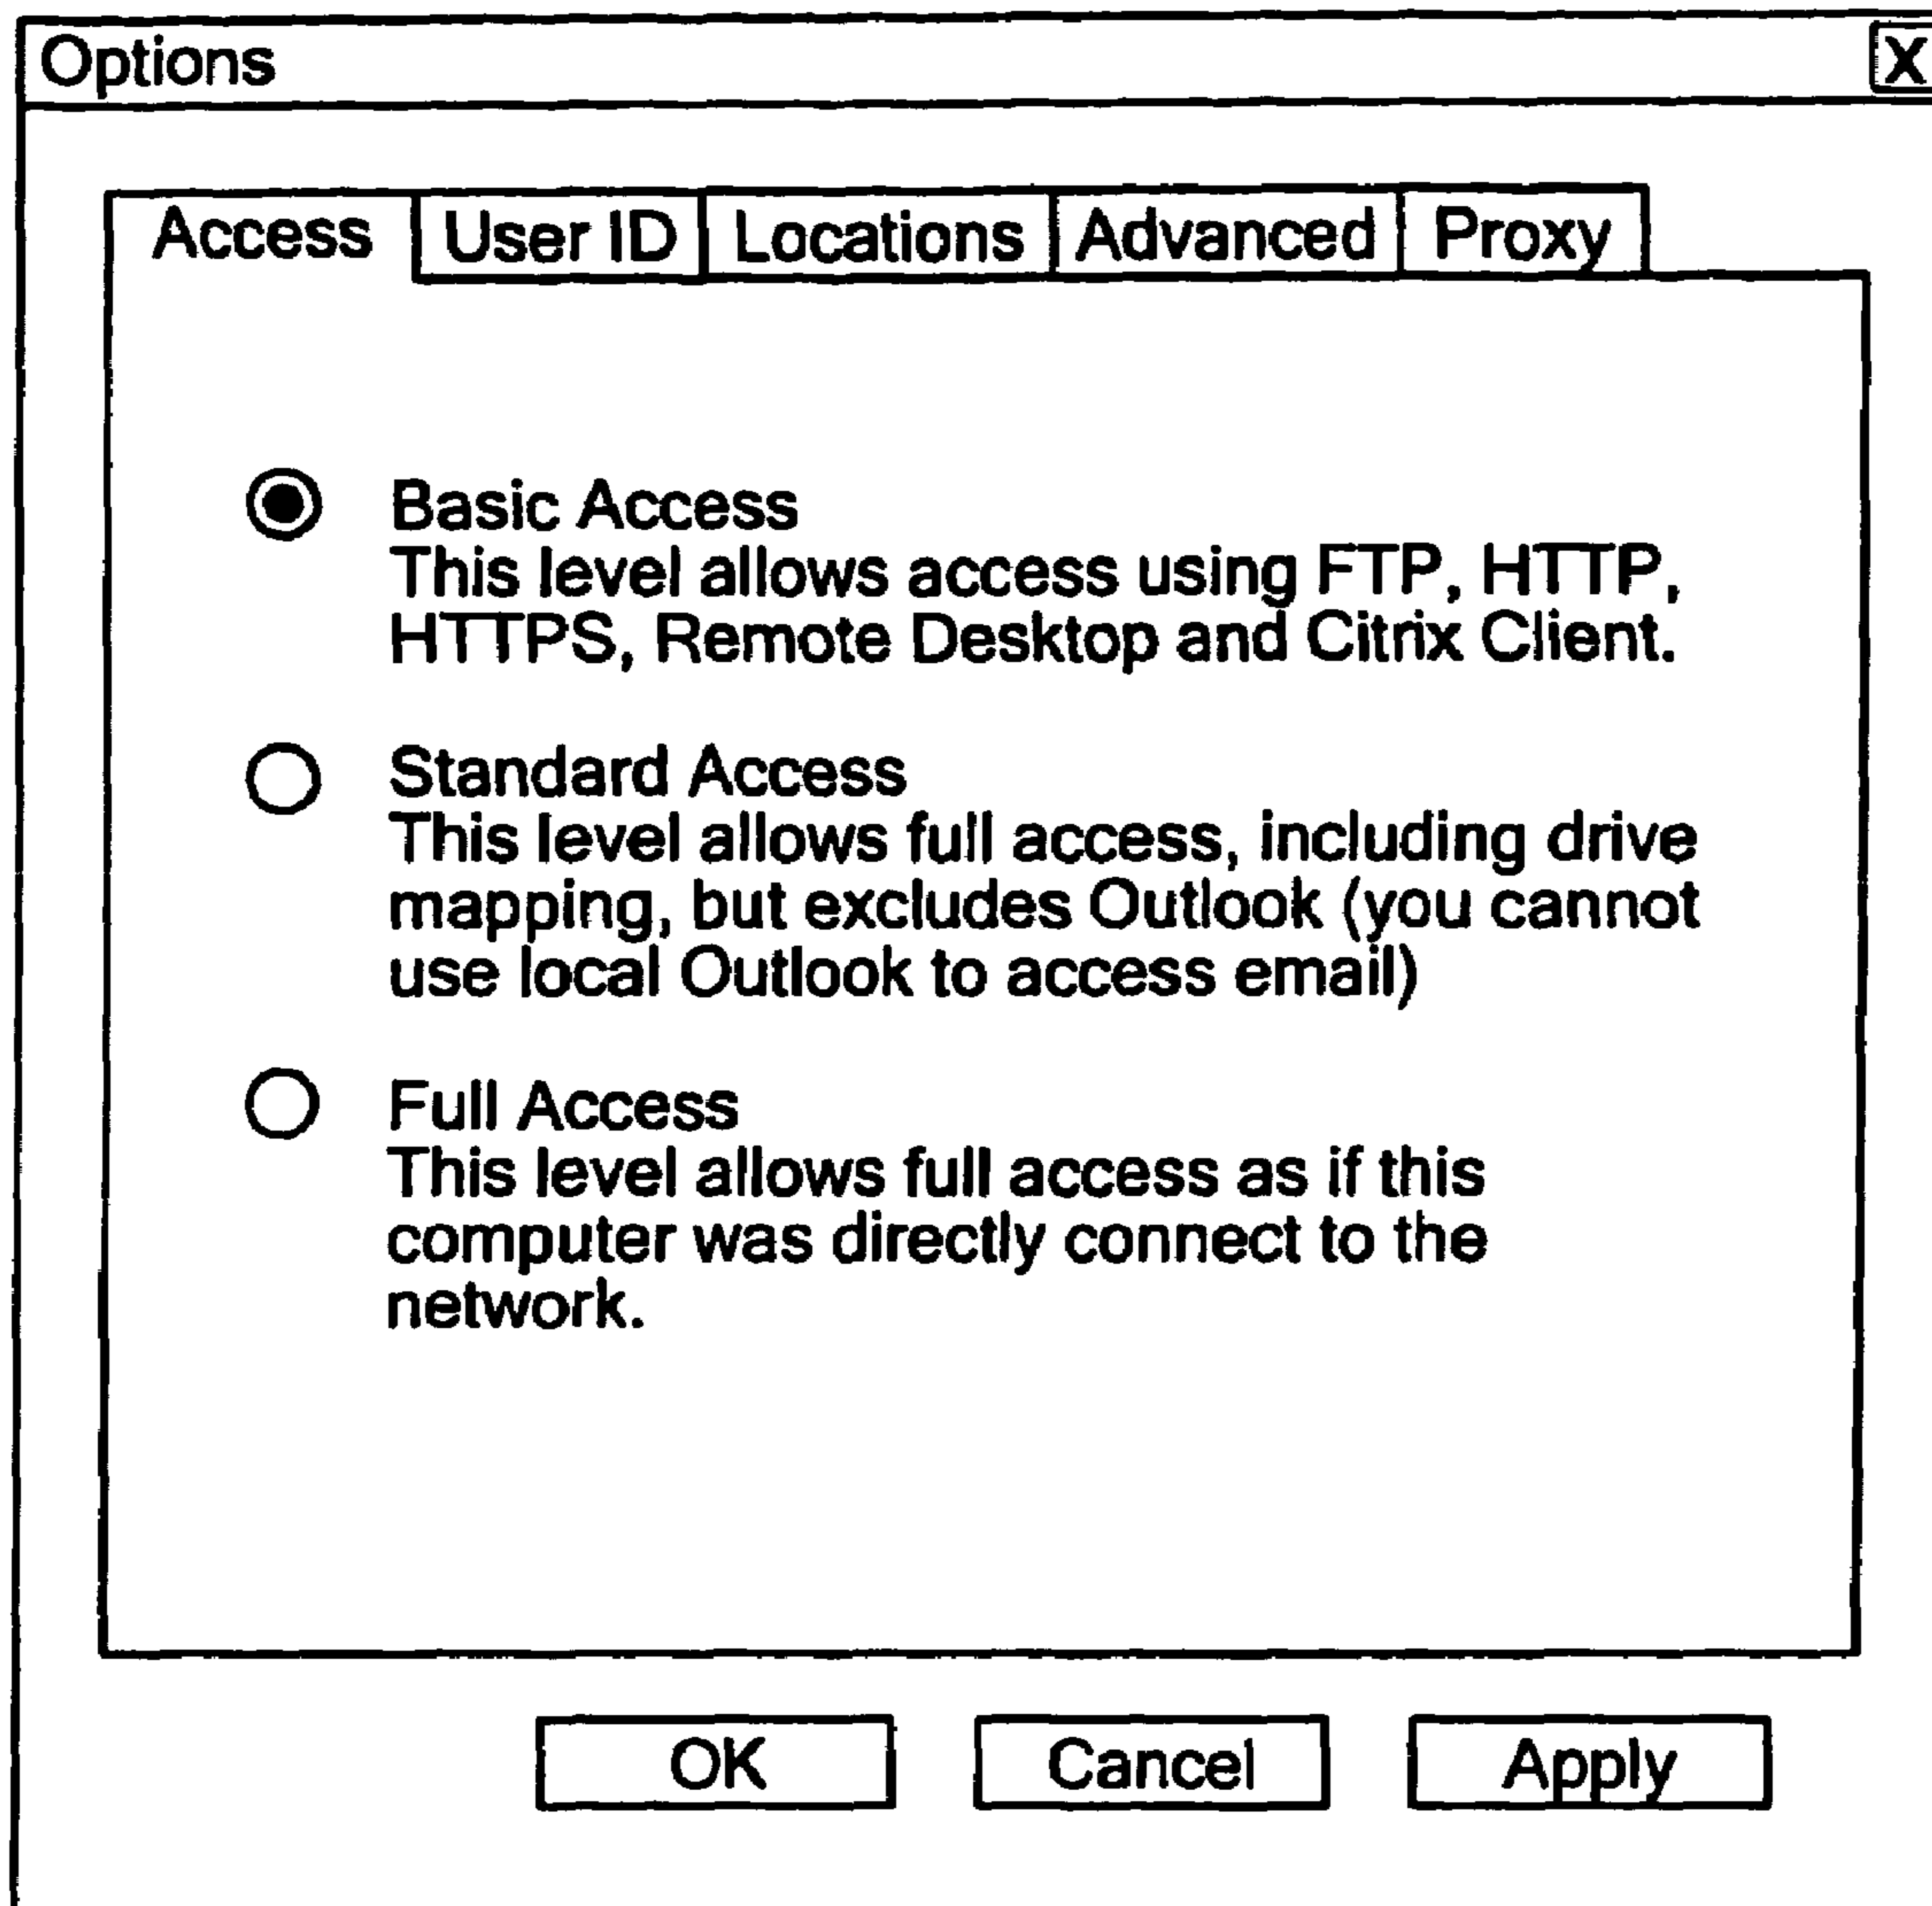 Options X
Access User ID Locations Advanced Proxy
Basic Access
This level allows access using FTP, HTTP,
HTTPS, Remote Desktop and Citrix Client.
Standard Access
This level allows full access, including drive
mapping, but excludes Outlook (you cannot
use local Outlook to access email)
Full Access
This level allows full access as if this
computer was directly connect to the
network.
OK Cancel Apply